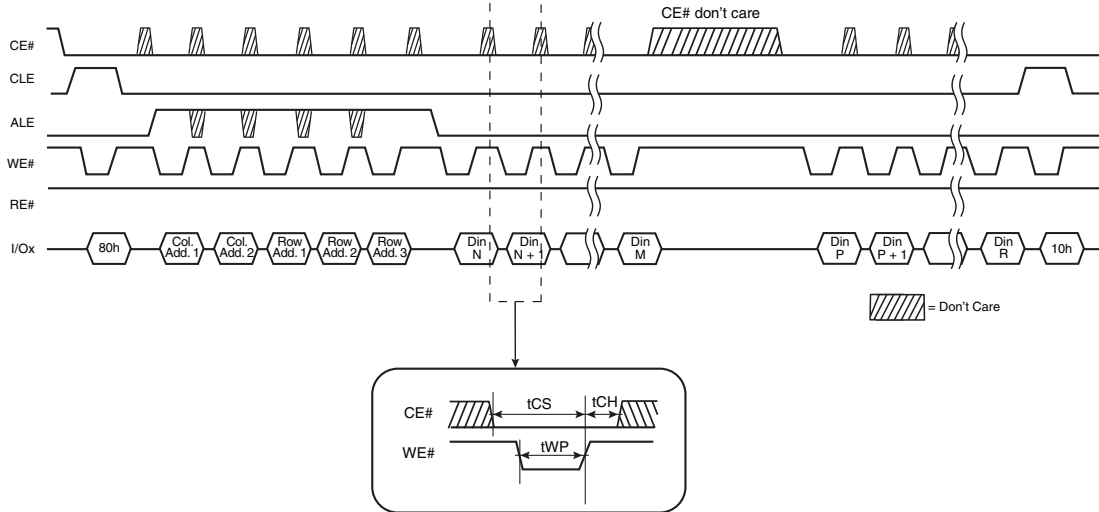 CE# don't care
CE#
CLE
ALE
WE#
RE#
I/Ox
80h
Col.
Add. 1
Col.
Add. 2
Row
Add. 1
Row
Add. 2
Row
Add. 3
Din
N
Din
N + 1
Din
M
Din
P
Din
P + 1
Din
R
10h
= Don't Care
CE#
tCS
tCH
WE#
tWP